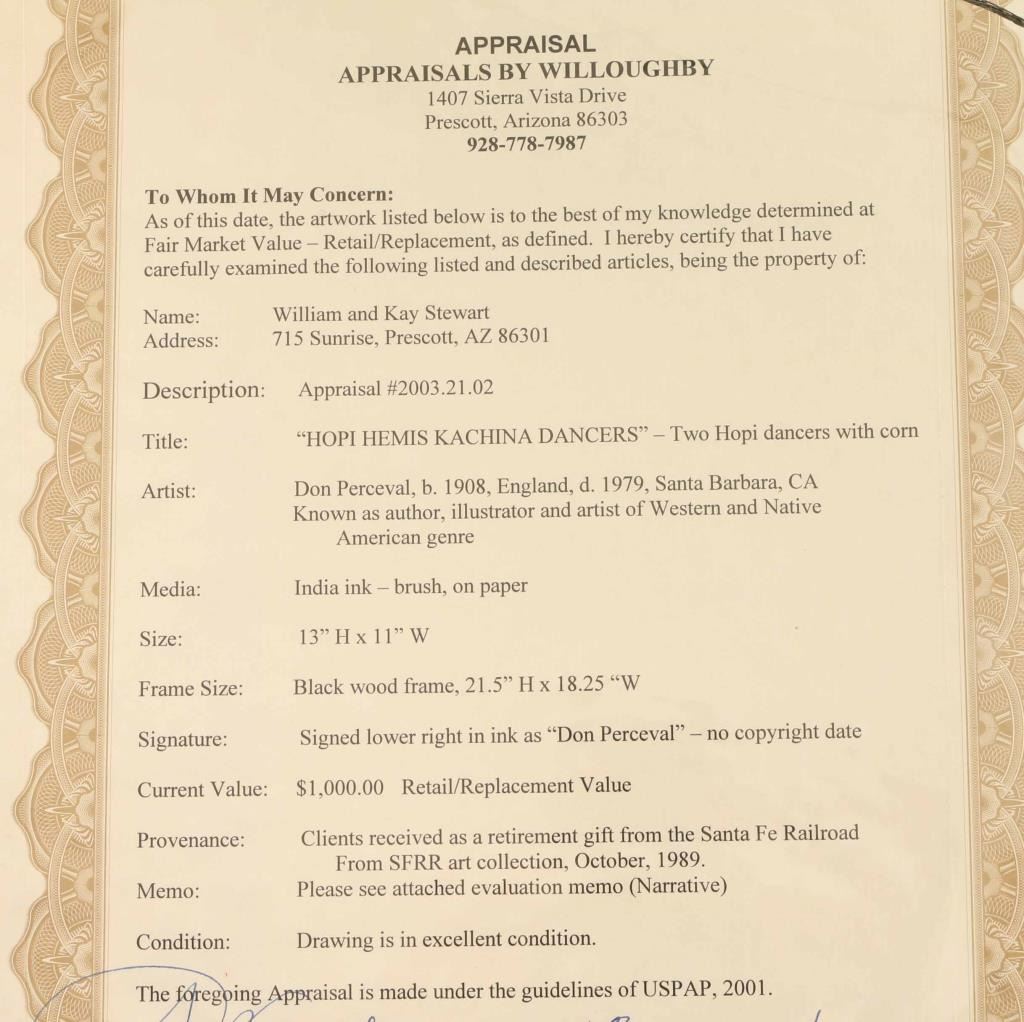 APPRAISAL
APPRAISALS BY WILLOUGHBY
1407 Sierra Vista Drive
Prescott, Arizona 86303
928-778-7987
To Whom It May Concern:
As of this date, the artwork listed below is to the best of my knowledge determined at
Fair Market Value – Retail/Replacement, as defined.  I hereby certify that I have
carefully examined the following listed and described articles, being the property of:
Name: William and Kay Stewart
Address: 715 Sunrise, Prescott, AZ 86301
Description: Appraisal #2003.21.02
Title: “HOPI HEMIS KACHINA DANCERS” – Two Hopi dancers with corn
Artist: Don Perceval, b. 1908, England, d. 1979, Santa Barbara, CA
Known as author, illustrator and artist of Western and Native
American genre
Media: India ink – brush, on paper
Size: 13” H x 11” W
Frame Size: Black wood frame, 21.5” H x 18.25 “W
Signature: Signed lower right in ink as “Don Perceval” – no copyright date
Current Value: $1,000.00 Retail/Replacement Value
Provenance: Clients received as a retirement gift from the Santa Fe Railroad
From SFRR art collection, October, 1989.
Memo: Please see attached evaluation memo (Narrative)
Condition: Drawing is in excellent condition.
The foregoing Appraisal is made under the guidelines of USPAP, 2001.